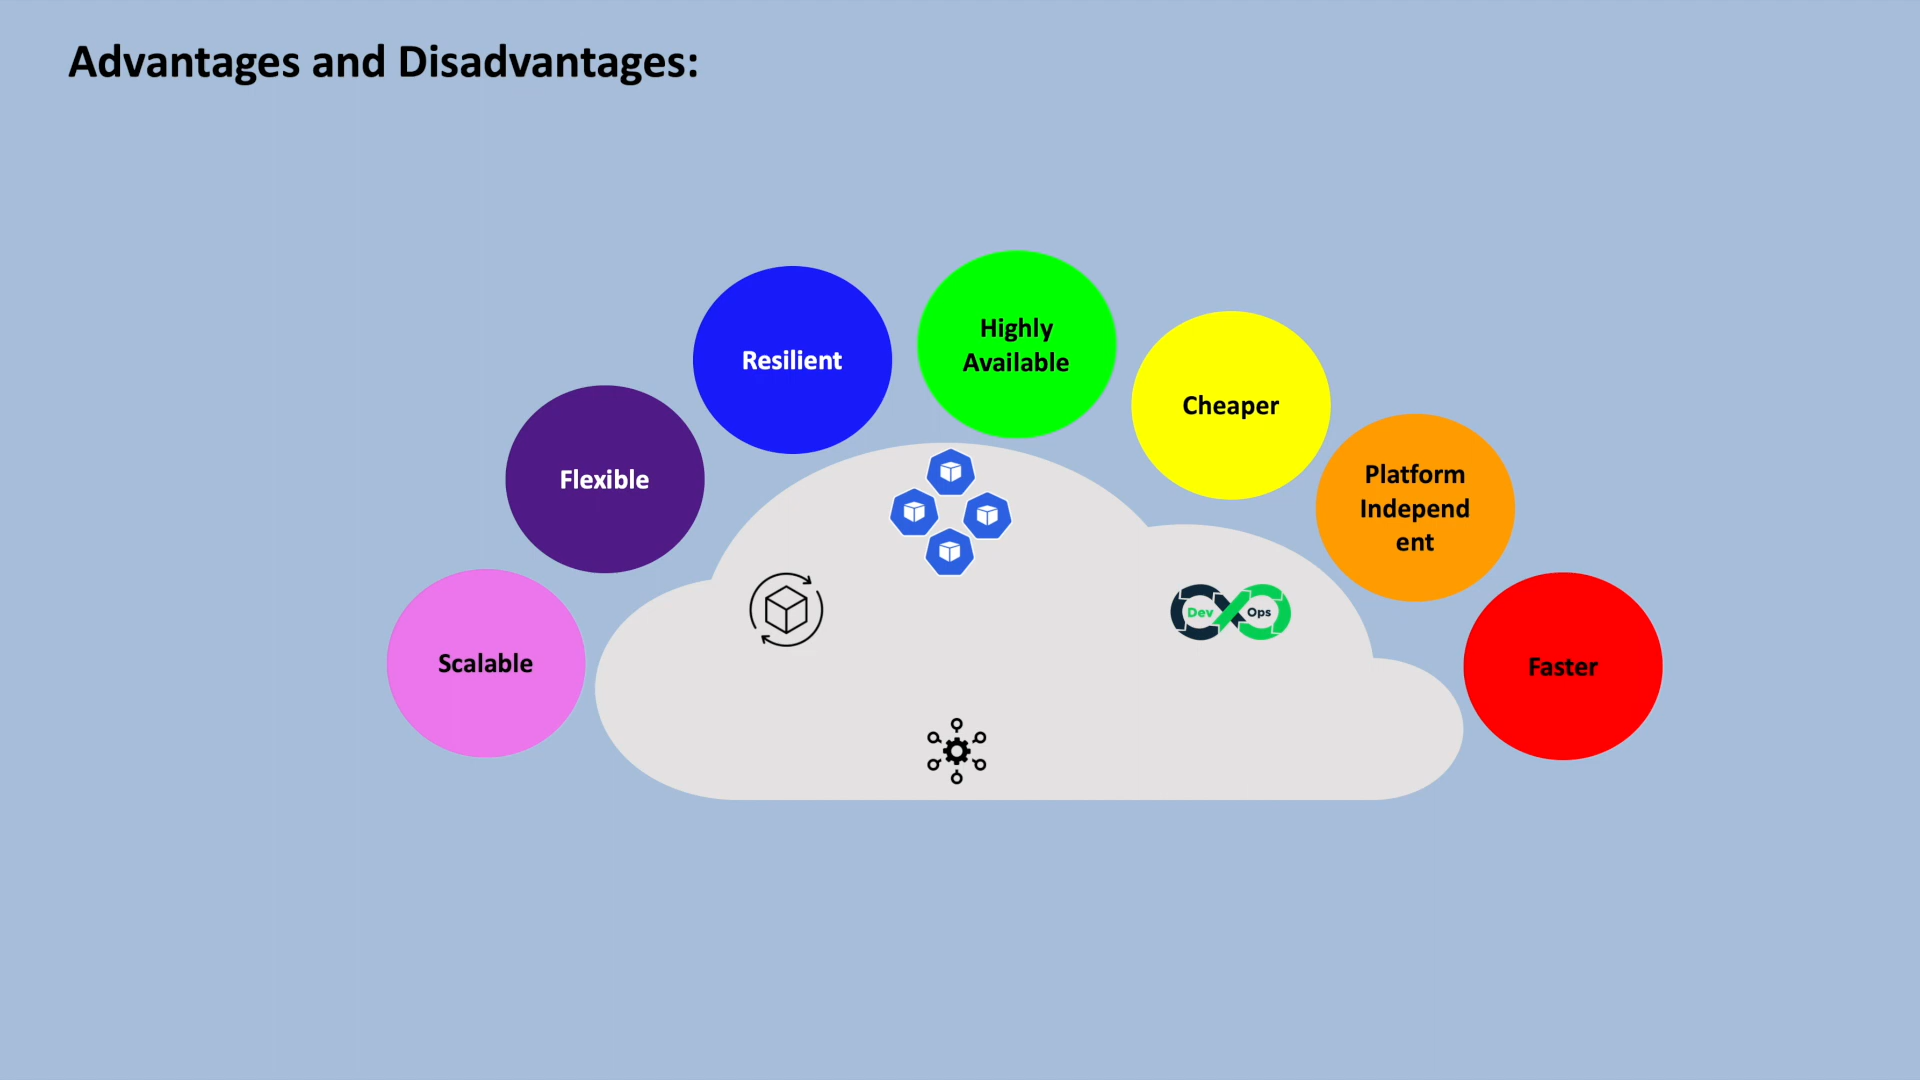 Advantages and Disadvantages:
Highly
Available
Resilient
Cheaper
Flexible
Platform
Independ
ent
Dev
Ops
Scalable
Faster